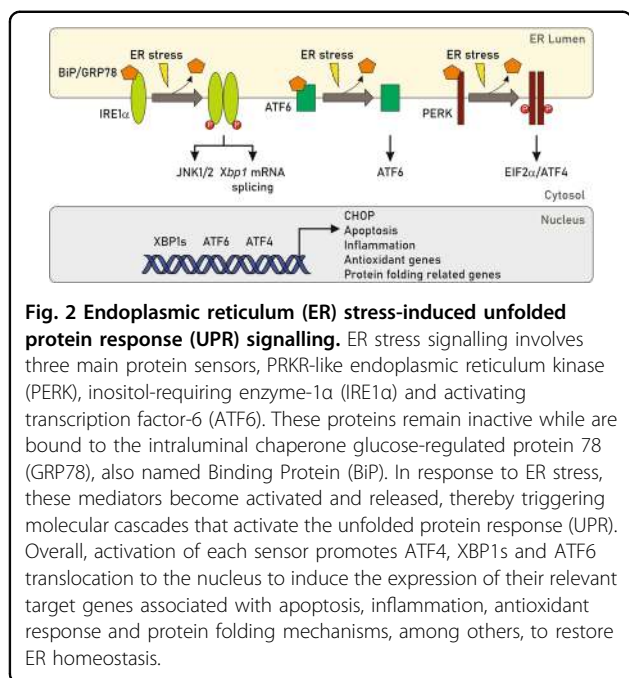 ER Lumen
ER stress ER stress ER stress
BiP/GRP78
IRE1α ATF6 PERK
P P P P
JNK1/2 Xbp1 mRNA splicing ATF6 EIF2α/ATF4
Cytosol
Nucleus
XBP1s ATF6 ATF4
CHOP
Apoptosis
Inflammation
Antioxidant genes
Protein folding related genes
Fig. 2 Endoplasmic reticulum (ER) stress-induced unfolded
protein response (UPR) signalling. ER stress signalling involves
three main protein sensors, PRKR-like endoplasmic reticulum kinase
(PERK), inositol-requiring enzyme-1α (IRE1α) and activating
transcription factor-6 (ATF6). These proteins remain inactive while are
bound to the intraluminal chaperone glucose-regulated protein 78
(GRP78), also named Binding Protein (BiP). In response to ER stress,
these mediators become activated and released, thereby triggering
molecular cascades that activate the unfolded protein response (UPR).
Overall, activation of each sensor promotes ATF4, XBP1s and ATF6
translocation to the nucleus to induce the expression of their relevant
target genes associated with apoptosis, inflammation, antioxidant
response and protein folding mechanisms, among others, to restore
ER homeostasis.